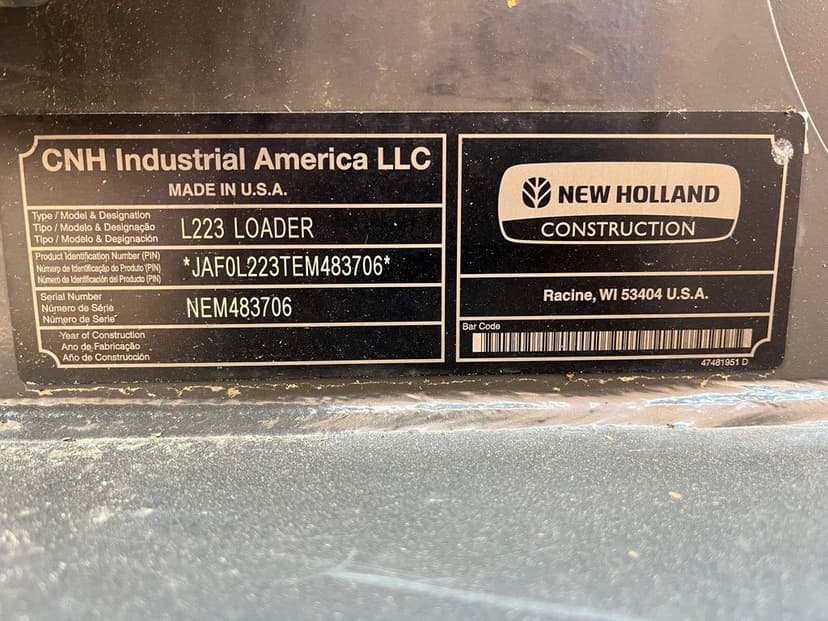 CNH Industrial America LLC
MADE IN U.S.A.
Type / Model & Designation
Tipo / Modelo & Designação
Tipo / Modelo & Designación
L223 LOADER
Product Identification Number (PIN)
Número de Identificação do Produto (PIN)
Número de Identificación del Producto (PIN)
*JAF0L223TEM483706*
Serial Number
Número de Série
Número de Serie
NEM483706
Year of Construction
Ano de Fabricação
Año de Construcción
NEW HOLLAND
CONSTRUCTION
Racine, WI 53404 U.S.A.
Bar Code
47481951 D